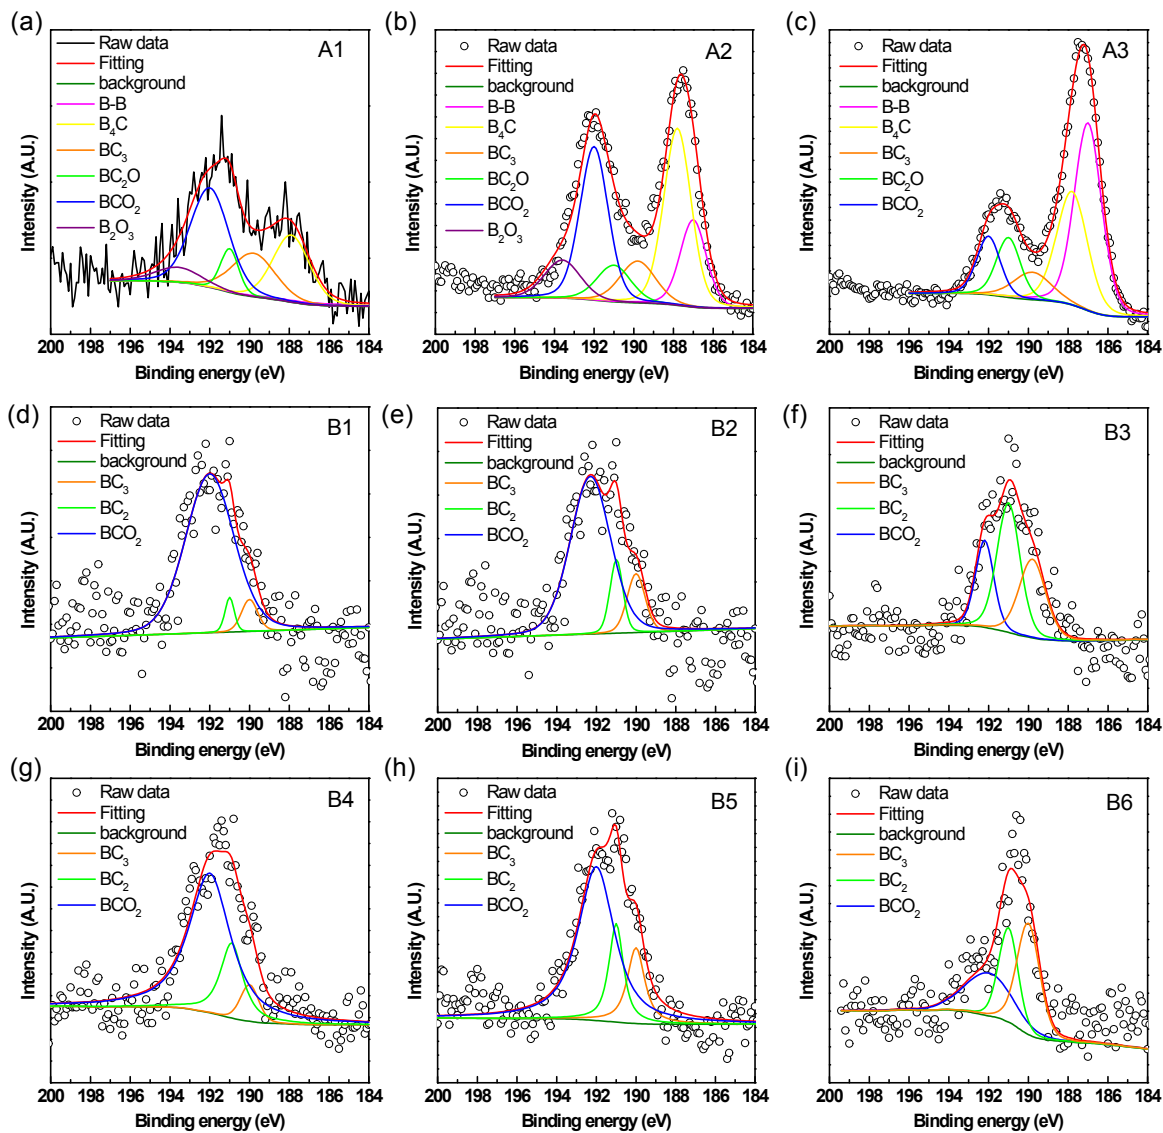 (a)
Raw data
Fitting
background
B-B
B₄C
BC₃
BC₂O
BCO₂
B₂O₃
A1
Intensity (A.U.)
200 198 196 194 192 190 188 186 184
Binding energy (eV)
(b)
Raw data
Fitting
background
B-B
B₄C
BC₃
BC₂O
BCO₂
B₂O₃
A2
Intensity (A.U.)
200 198 196 194 192 190 188 186 184
Binding energy (eV)
(c)
Raw data
Fitting
background
B-B
B₄C
BC₃
BC₂O
BCO₂
A3
Intensity (A.U.)
200 198 196 194 192 190 188 186 184
Binding energy (eV)
(d)
Raw data
Fitting
background
BC₃
BC₂
BCO₂
B1
Intensity (A.U.)
200 198 196 194 192 190 188 186 184
Binding energy (eV)
(e)
Raw data
Fitting
background
BC₃
BC₂
BCO₂
B2
Intensity (A.U.)
200 198 196 194 192 190 188 186 184
Binding energy (eV)
(f)
Raw data
Fitting
background
BC₃
BC₂
BCO₂
B3
Intensity (A.U.)
200 198 196 194 192 190 188 186 184
Binding energy (eV)
(g)
Raw data
Fitting
background
BC₃
BC₂
BCO₂
B4
Intensity (A.U.)
200 198 196 194 192 190 188 186 184
Binding energy (eV)
(h)
Raw data
Fitting
background
BC₃
BC₂
BCO₂
B5
Intensity (A.U.)
200 198 196 194 192 190 188 186 184
Binding energy (eV)
(i)
Raw data
Fitting
background
BC₃
BC₂
BCO₂
B6
Intensity (A.U.)
200 198 196 194 192 190 188 186 184
Binding energy (eV)